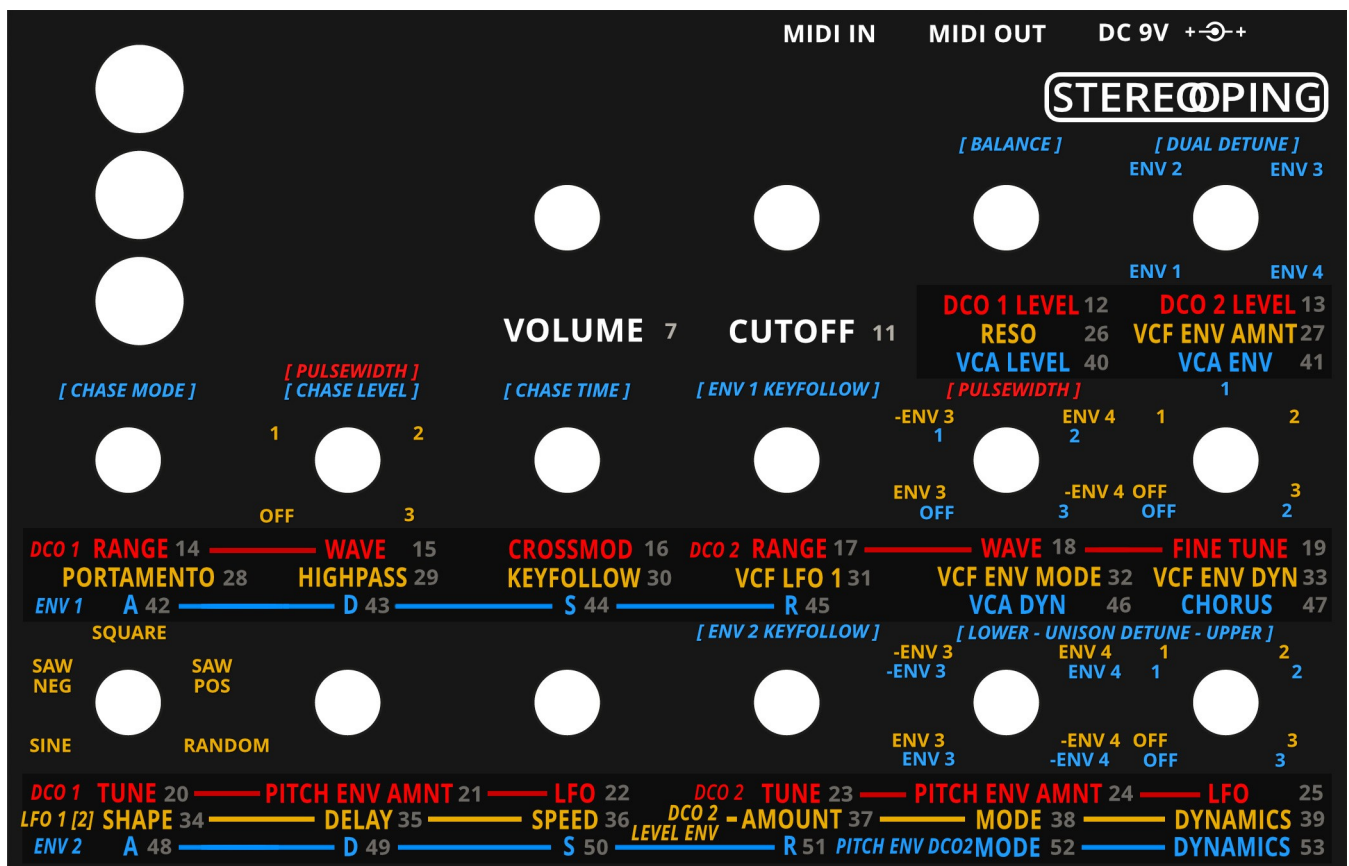 MIDI IN MIDI OUT DC 9V + +
STEREOOPING
[ BALANCE ] [ DUAL DETUNE ]
ENV 2 ENV 3
ENV 1 ENV 4
DCO 1 LEVEL 12 DCO 2 LEVEL 13
VOLUME 7 CUTOFF 11 RESO 26 VCF ENV AMNT 27
VCA LEVEL 40 VCA ENV 41
[ PULSEWIDTH ]
[ CHASE MODE ] [ CHASE LEVEL ] [ CHASE TIME ] [ ENV 1 KEYFOLLOW ] [ PULSEWIDTH ] 1
-ENV 3 ENV 4 1 2
1 2 1 2
ENV 3 -ENV 4 OFF 3
OFF 3 OFF 3 OFF 2
DCO 1 RANGE 14 WAVE 15 CROSSMOD 16 DCO 2 RANGE 17 WAVE 18 FINE TUNE 19
PORTAMENTO 28 HIGHPASS 29 KEYFOLLOW 30 VCF LFO 1 31 VCF ENV MODE 32 VCF ENV DYN 33
ENV 1 A 42 D 43 S 44 R 45 VCA DYN 46 CHORUS 47
SQUARE [ ENV 2 KEYFOLLOW ] [ LOWER - UNISON DETUNE - UPPER ]
-ENV 3 ENV 4 1 2
SAW NEG SAW POS -ENV 3 ENV 4 1 2
SINE RANDOM ENV 3 -ENV 4 OFF 3
ENV 3 -ENV 4 OFF 3
DCO 1 TUNE 20 PITCH ENV AMNT 21 LFO 22 DCO 2 TUNE 23 PITCH ENV AMNT 24 LFO 25
LFO 1 [2] SHAPE 34 DELAY 35 SPEED 36 DCO 2 LEVEL ENV AMOUNT 37 MODE 38 DYNAMICS 39
ENV 2 A 48 D 49 S 50 R 51 PITCH ENV DCO2 MODE 52 DYNAMICS 53